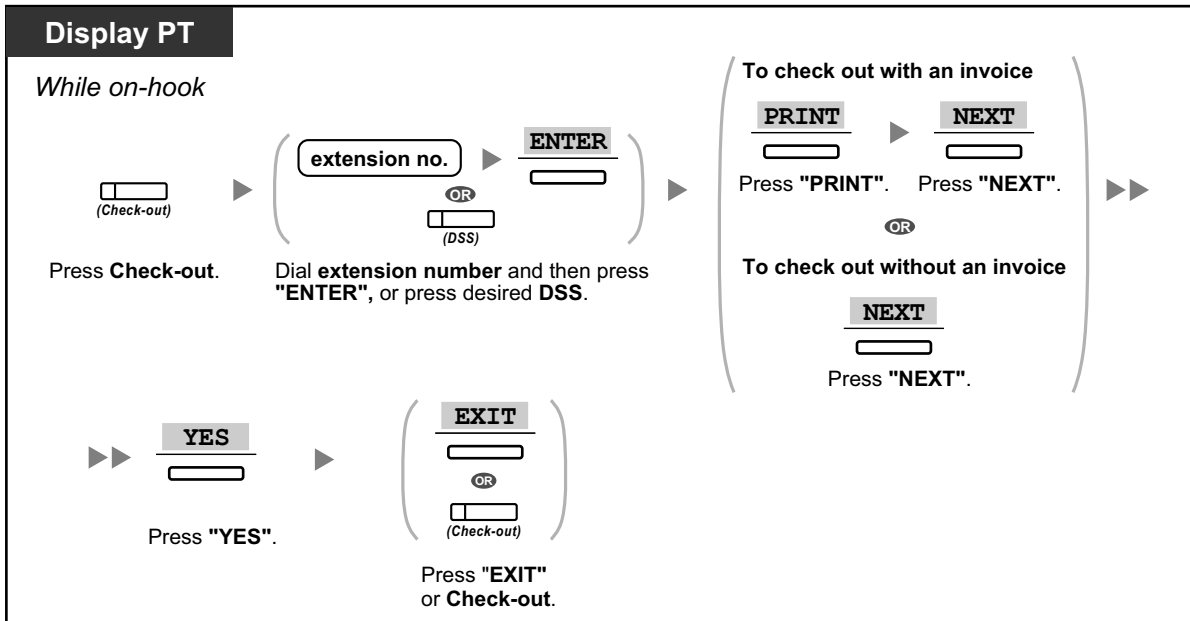 Display PT
While on-hook
(Check-out)
Press Check-out.
extension no.
ENTER
OR
(DSS)
Dial extension number and then press
"ENTER", or press desired DSS.
To check out with an invoice
PRINT
NEXT
Press "PRINT".
Press "NEXT".
OR
To check out without an invoice
NEXT
Press "NEXT".
YES
Press "YES".
EXIT
OR
(Check-out)
Press "EXIT"
or Check-out.